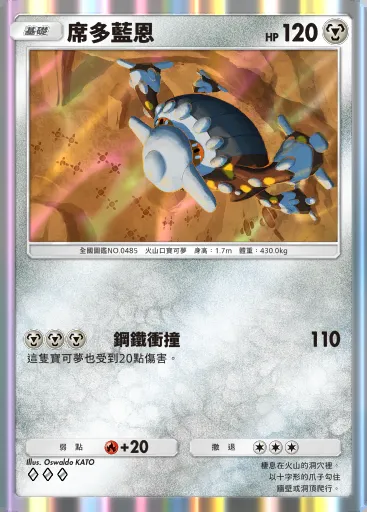 基礎 席多藍恩 HP 120
全國圖鑑NO.0485 火山口寶可夢 身高：1.7m 體重：430.0kg
鋼鐵衝撞 110
這隻寶可夢也受到20點傷害。
弱點 +20 撤退
Illus. Oswaldo KATO
棲息在火山的洞穴裡。
以十字形的爪子勾住
牆壁或洞頂爬行。